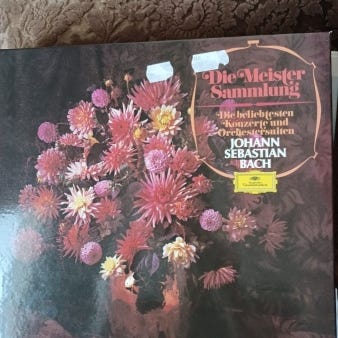 Die Meister
Sammlung
Die beliebtesten
Konzerte und
Orchestersuiten
JOHANN
SEBASTIAN
BACH